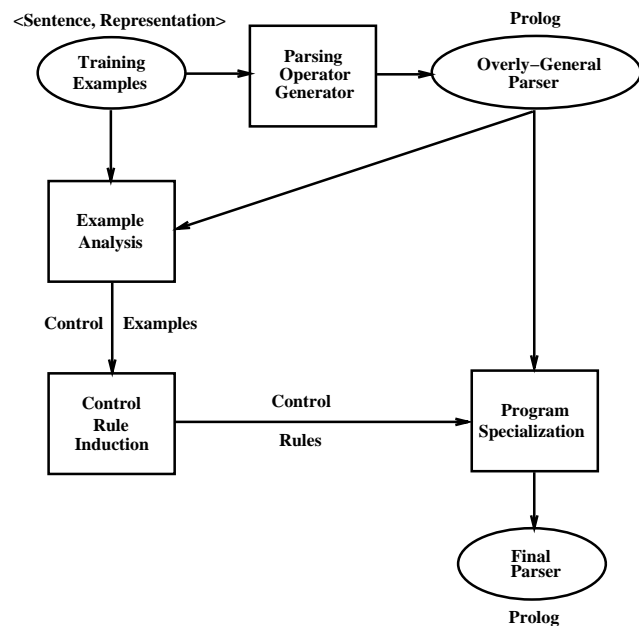 <Sentence, Representation>
Prolog
Training
Examples
Parsing
Operator
Generator
Overly-General
Parser
Example
Analysis
Control Examples
Control
Rule
Induction
Control
Rules
Program
Specialization
Final
Parser
Prolog